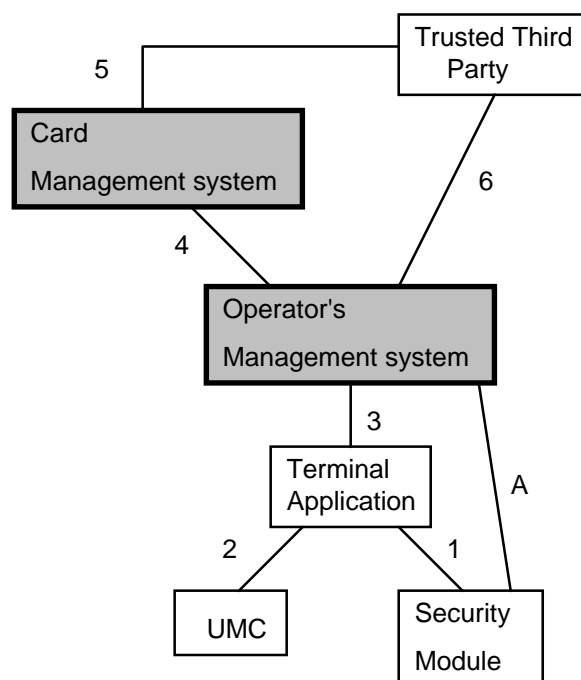 Trusted Third
Party
5
Card
Management system
6
4
Operator's
Management system
3
Terminal
Application
A
2
1
UMC
Security
Module